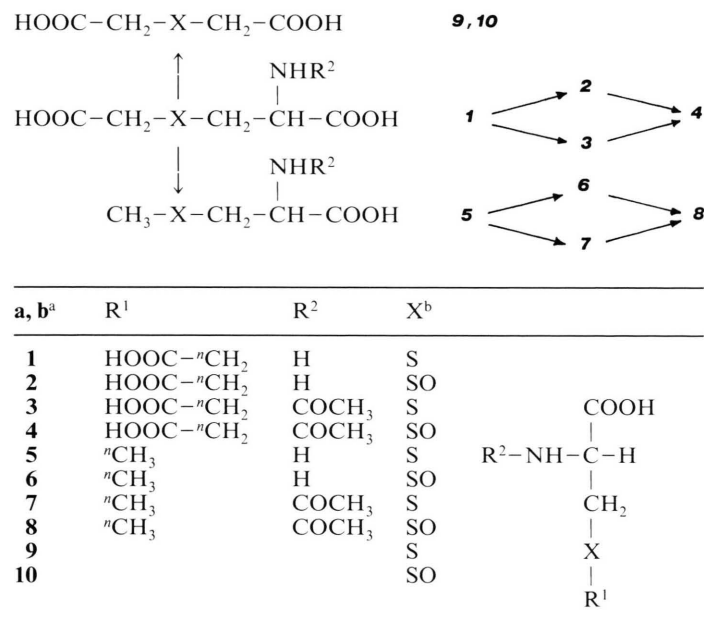 HOOC–CH₂–X–CH₂–COOH 9, 10
NHR²
HOOC–CH₂–X–CH₂–CH–COOH
1 2 3 4
NHR²
CH₃–X–CH₂–CH–COOH
5 6 7 8
a, bᵃ R¹ R² Xᵇ
1 HOOC–ⁿCH₂ H S
2 HOOC–ⁿCH₂ H SO
3 HOOC–ⁿCH₂ COCH₃ S
4 HOOC–ⁿCH₂ COCH₃ SO
5 ⁿCH₃ H S
6 ⁿCH₃ H SO
7 ⁿCH₃ COCH₃ S
8 ⁿCH₃ COCH₃ SO
9 S
10 SO
COOH
R²–NH–C–H
CH₂
X
R¹